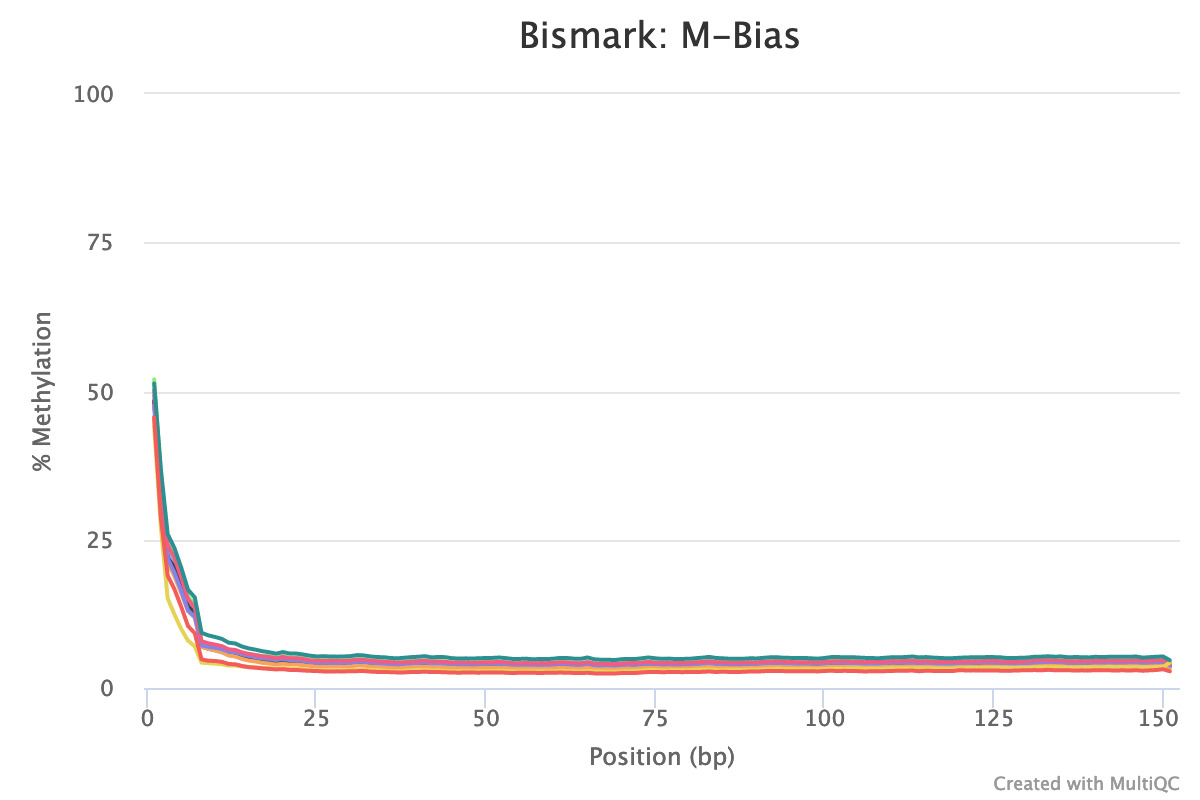 Bismark: M-Bias
100
75
50
25
0
% Methylation
0 25 50 75 100 125 150
Position (bp)
Created with MultiQC